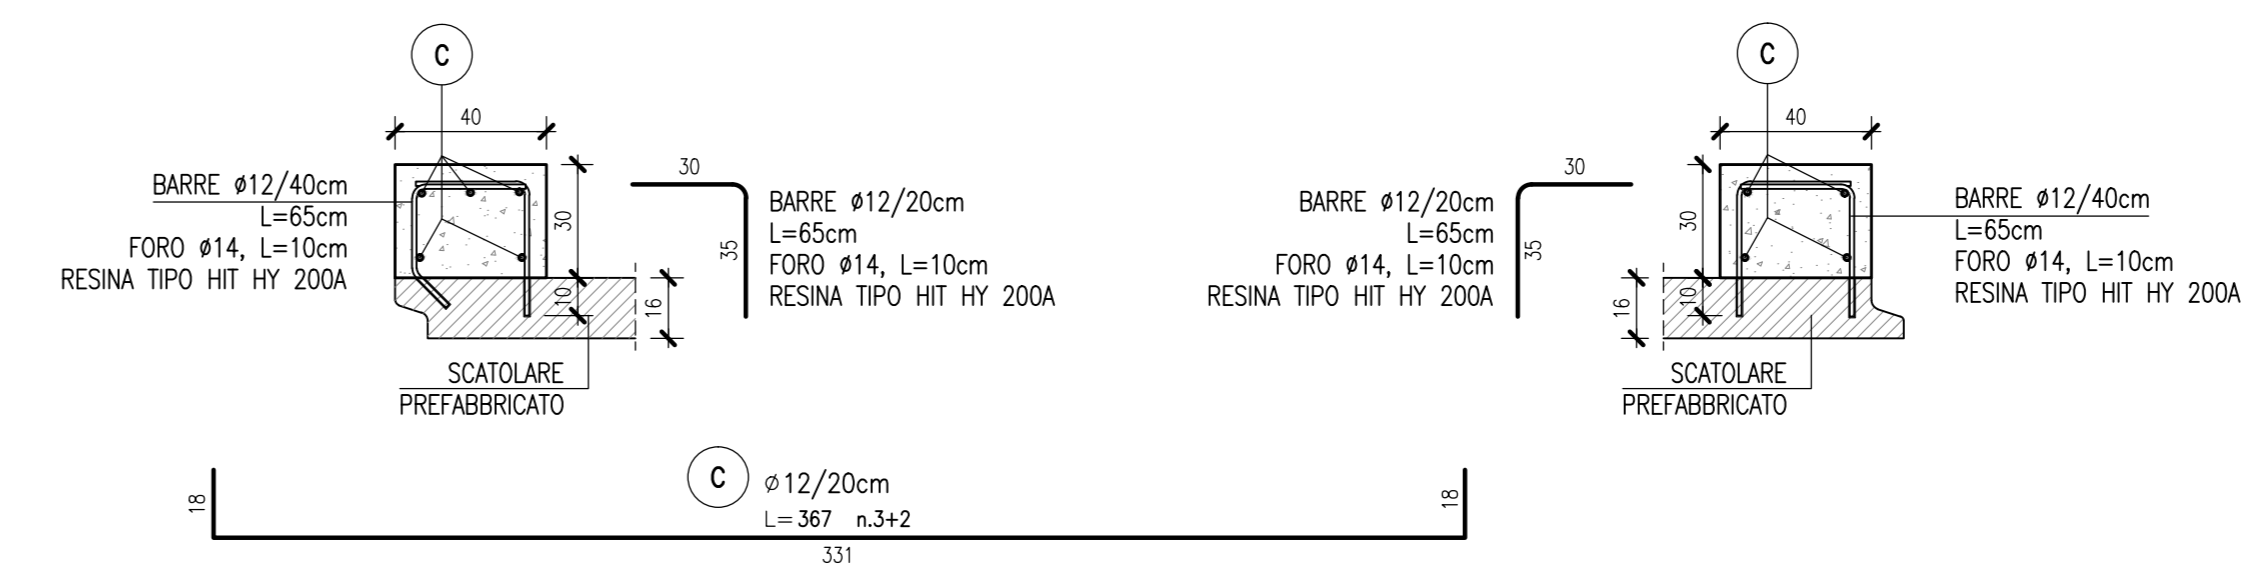 C
40
BARRE ø12/40cm
L=65cm
FORO ø14, L=10cm
RESINA TIPO HIT HY 200A
30
10
16
SCATOLARE
PREFABBRICATO
30
35
BARRE ø12/20cm
L=65cm
FORO ø14, L=10cm
RESINA TIPO HIT HY 200A
BARRE ø12/20cm
L=65cm
FORO ø14, L=10cm
RESINA TIPO HIT HY 200A
30
35
C
40
30
10
16
BARRE ø12/40cm
L=65cm
FORO ø14, L=10cm
RESINA TIPO HIT HY 200A
SCATOLARE
PREFABBRICATO
18
C
ø12/20cm
L=367 n.3+2
18
331